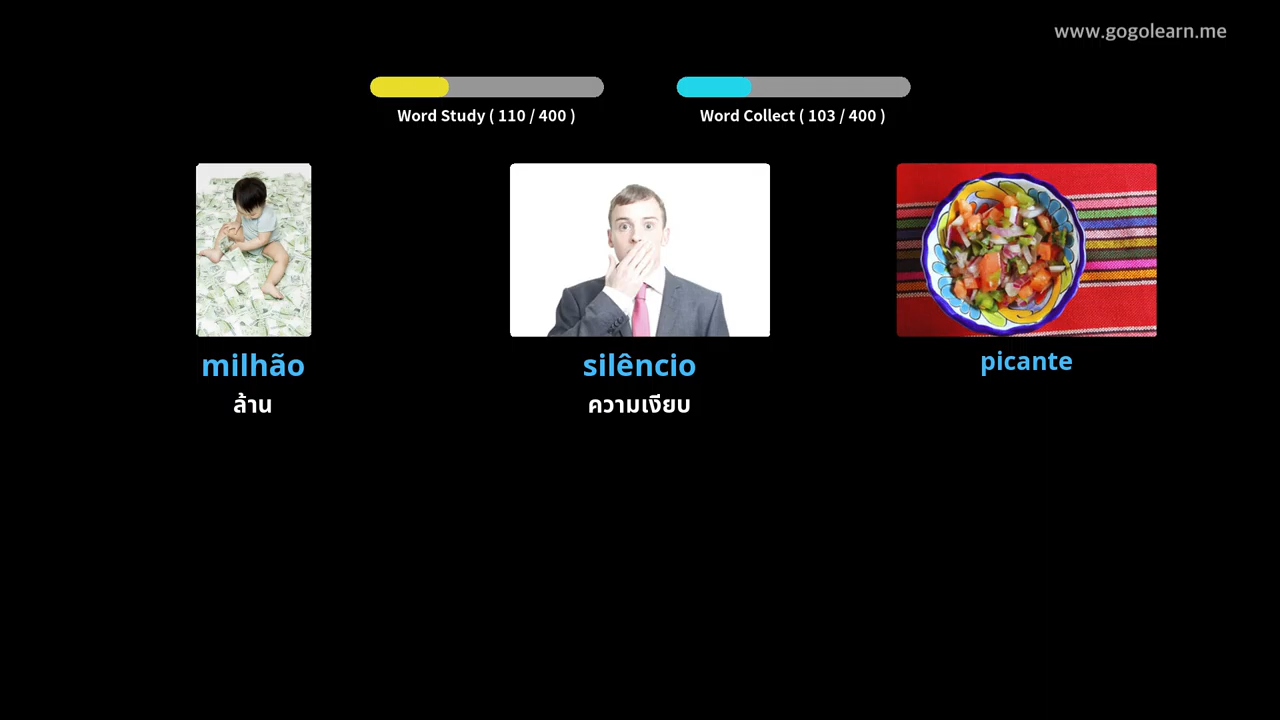 www.gogolearn.me
Word Study ( 110 / 400 )
Word Collect ( 103 / 400 )
milhão
ล้าน
silêncio
ความเงียบ
picante